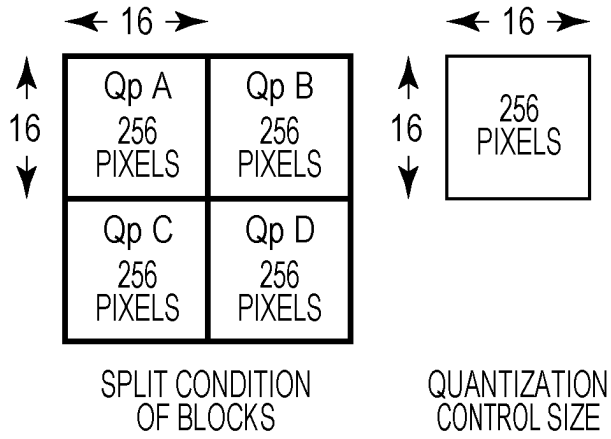 16
16
16
16
Qp A
256
PIXELS
Qp B
256
PIXELS
256
PIXELS
Qp C
256
PIXELS
Qp D
256
PIXELS
SPLIT CONDITION
OF BLOCKS
QUANTIZATION
CONTROL SIZE